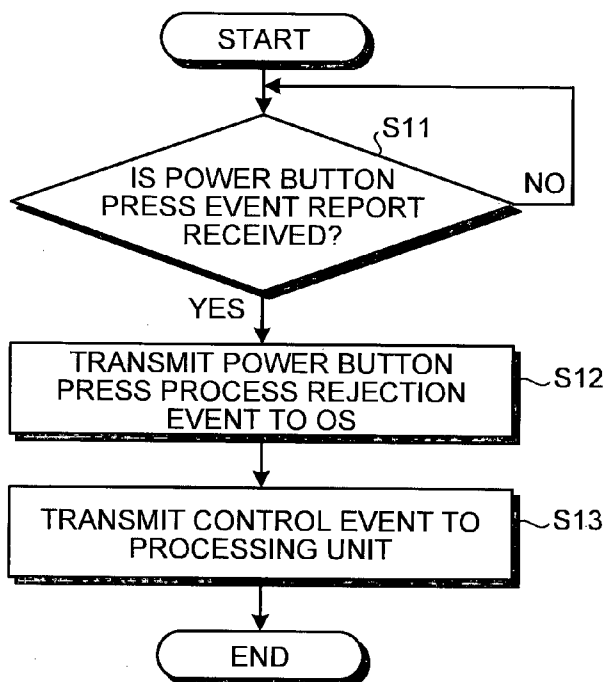 START
S11
IS POWER BUTTON
PRESS EVENT REPORT
RECEIVED?
NO
YES
TRANSMIT POWER BUTTON
PRESS PROCESS REJECTION
EVENT TO OS
S12
TRANSMIT CONTROL EVENT TO
PROCESSING UNIT
S13
END